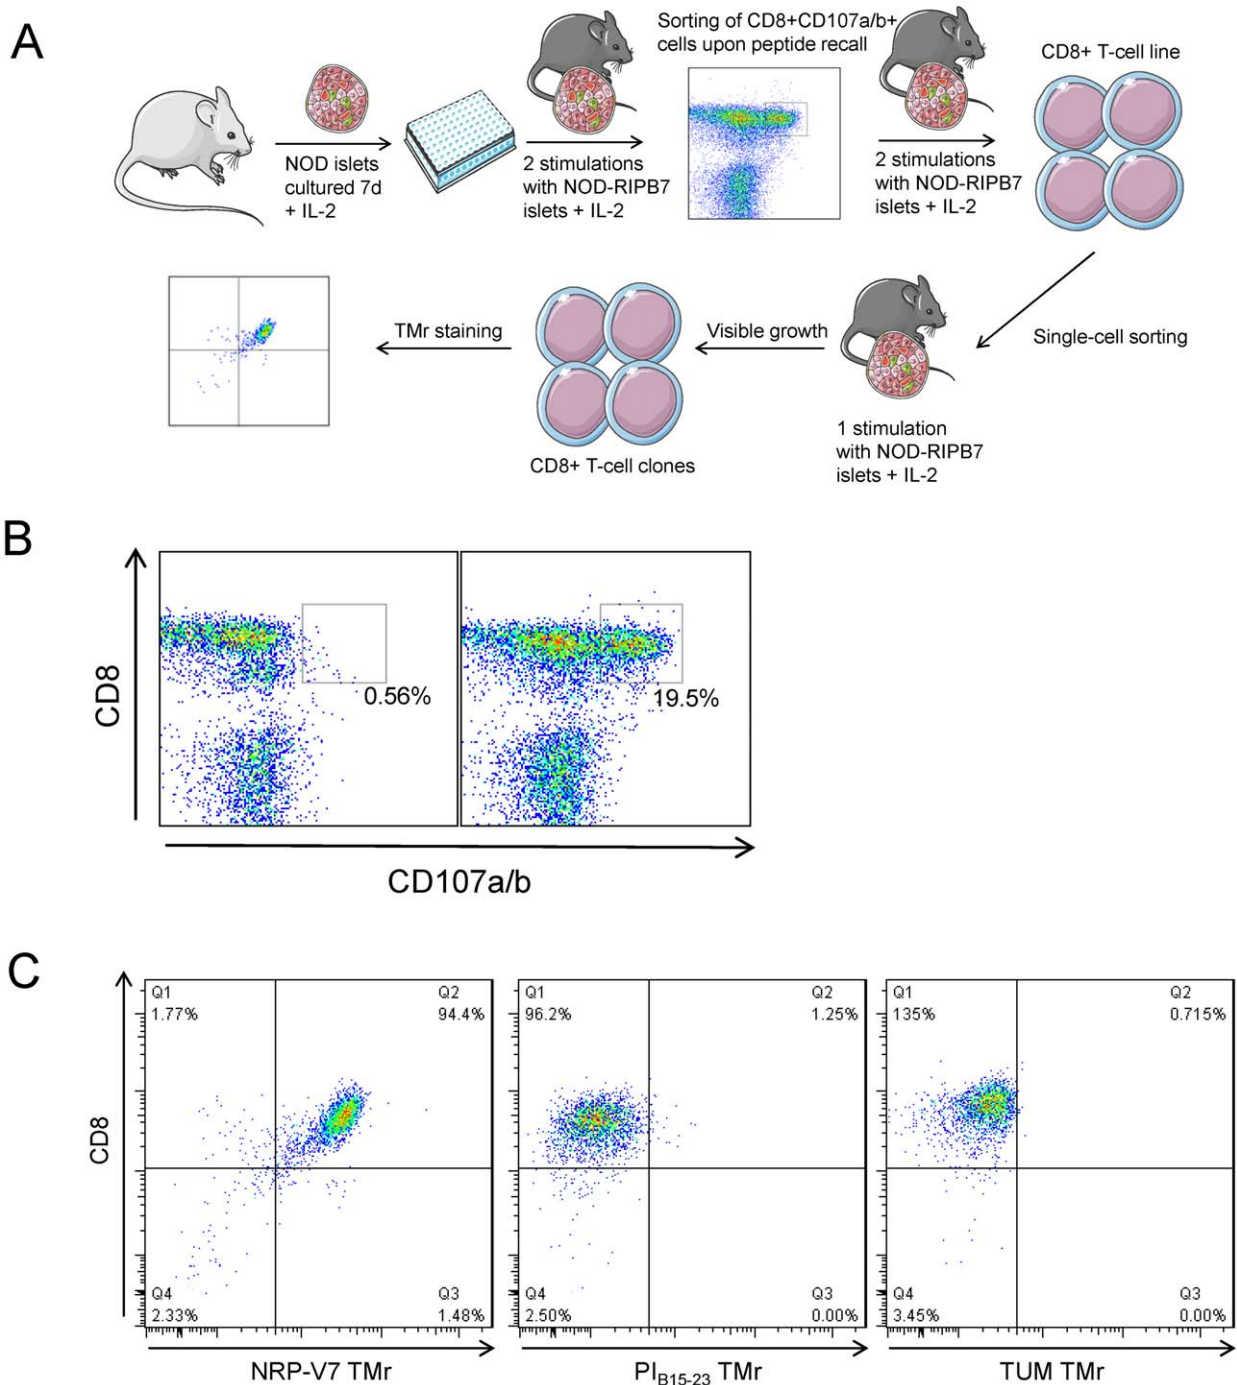 A
NOD islets
cultured 7d
+ IL-2
2 stimulations
with NOD-RIPB7
islets + IL-2
Sorting of CD8+CD107a/b+
cells upon peptide recall
2 stimulations
with NOD-RIPB7
islets + IL-2
CD8+ T-cell line
Single-cell sorting
1 stimulation
with NOD-RIPB7
islets + IL-2
Visible growth
CD8+ T-cell clones
TMr staining
B
CD8
0.56%
19.5%
CD107a/b
C
CD8
Q1
1.77%
Q2
94.4%
Q4
2.33%
Q3
1.48%
NRP-V7 TMr
Q1
96.2%
Q2
1.25%
Q4
2.50%
Q3
0.00%
PIB15-23 TMr
Q1
135%
Q2
0.715%
Q4
3.45%
Q3
0.00%
TUM TMr